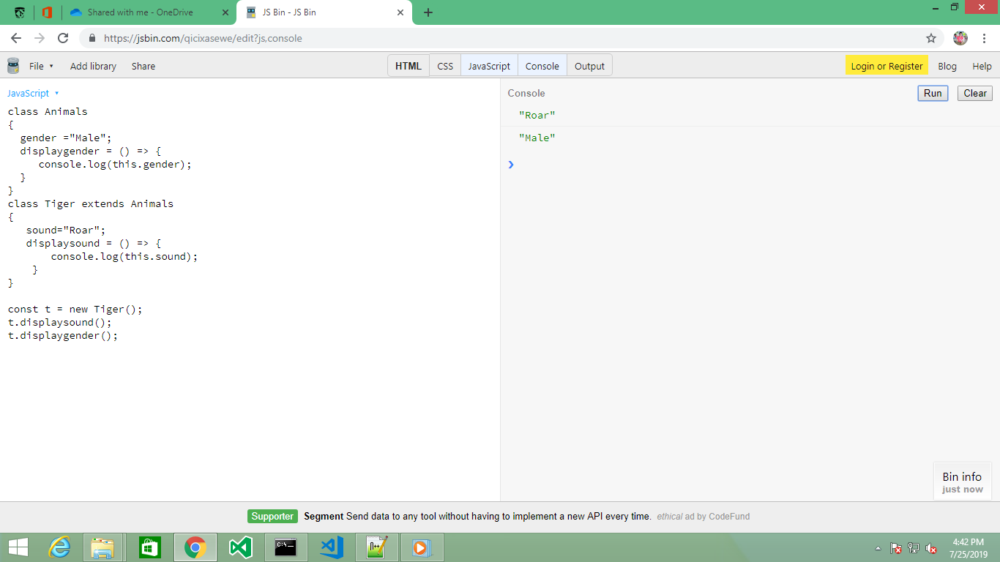 Shared with me - OneDrive
JS Bin - JS Bin
https://jsbin.com/qicixasewe/edit?js,console
File
Add library
Share
HTML
CSS
JavaScript
Console
Output
Login or Register
Blog
Help
JavaScript
class Animals
{
  gender ="Male";
  displaygender = () => {
     console.log(this.gender);
  }
}
class Tiger extends Animals
{
   sound="Roar";
   displaysound = () => {
       console.log(this.sound);
    }
}
const t = new Tiger();
t.displaysound();
t.displaygender();
Console
Run
Clear
"Roar"
"Male"
Bin info
just now
Supporter Segment Send data to any tool without having to implement a new API every time. ethical ad by CodeFund
4:42 PM
7/25/2019